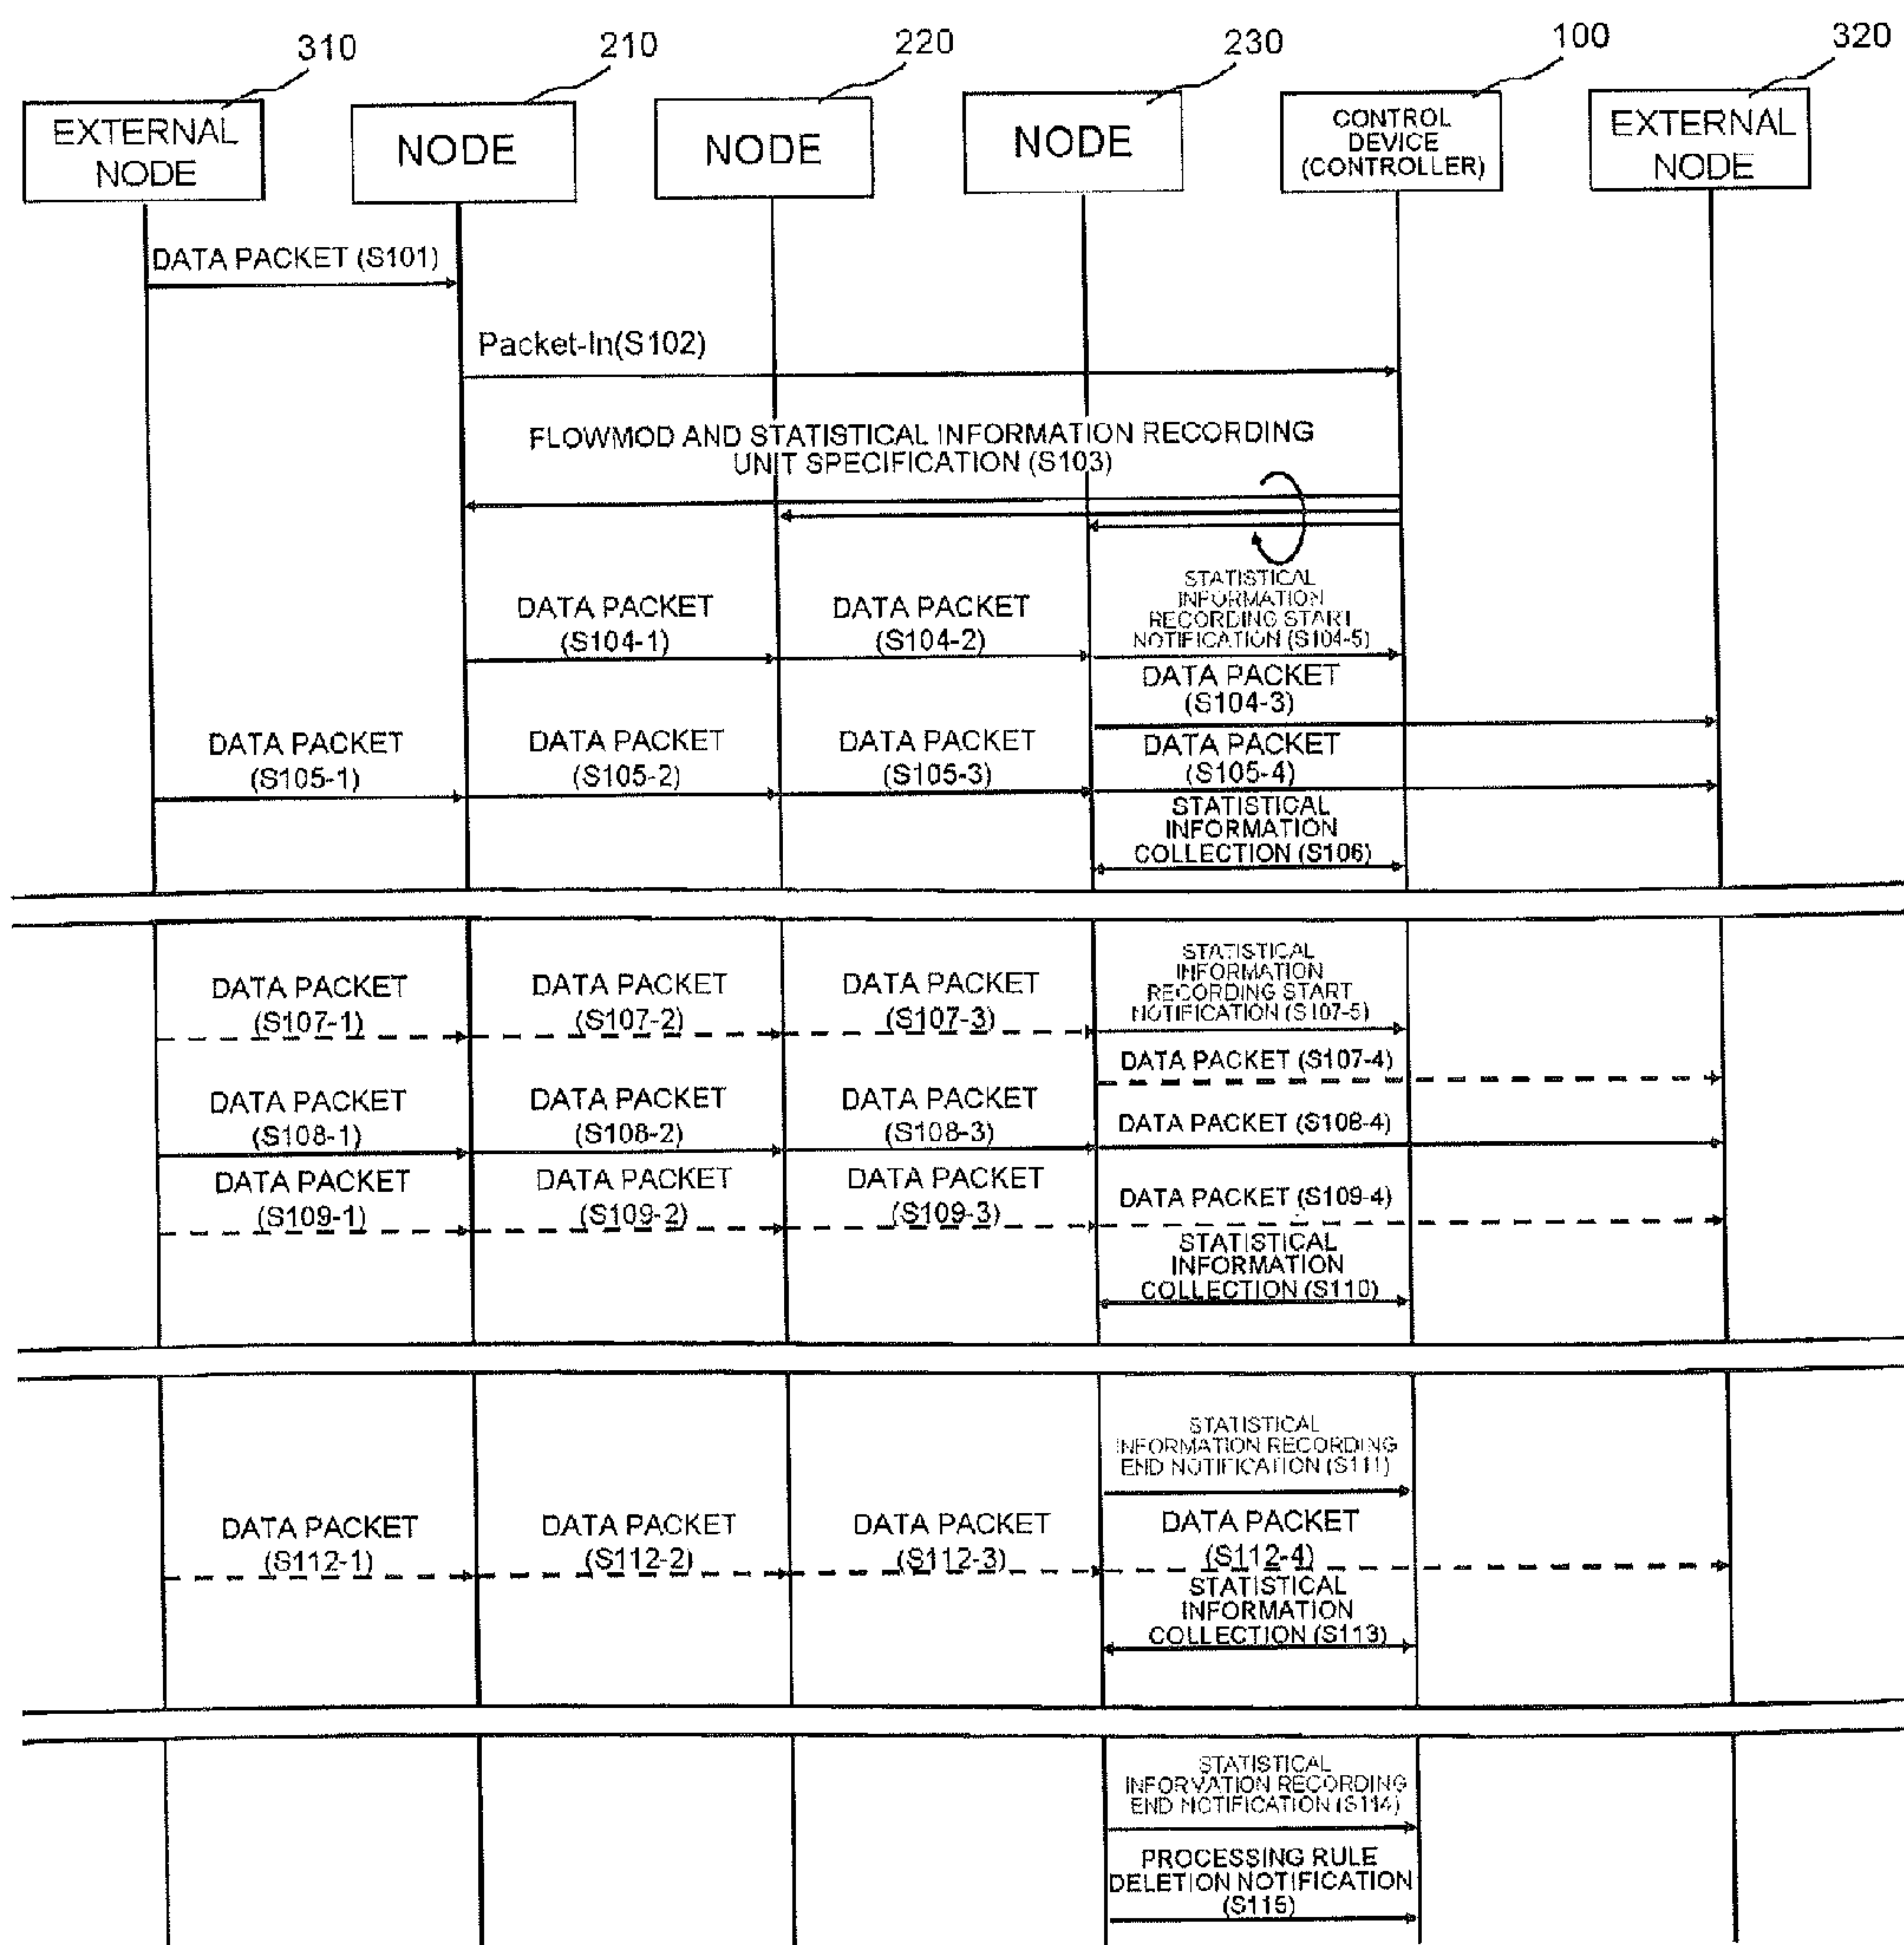 310
210
220
230
100
320
EXTERNAL
NODE
NODE
NODE
NODE
CONTROL
DEVICE
(CONTROLLER)
EXTERNAL
NODE
DATA PACKET (S101)
Packet-In(S102)
FLOWMOD AND STATISTICAL INFORMATION RECORDING
UNIT SPECIFICATION (S103)
DATA PACKET
(S104-1)
DATA PACKET
(S104-2)
STATISTICAL
INFORMATION
RECORDING START
NOTIFICATION (S104-5)
DATA PACKET
(S104-3)
DATA PACKET
(S105-1)
DATA PACKET
(S105-2)
DATA PACKET
(S105-3)
DATA PACKET
(S105-4)
STATISTICAL
INFORMATION
COLLECTION (S106)
DATA PACKET
(S107-1)
DATA PACKET
(S107-2)
DATA PACKET
(S107-3)
STATISTICAL
INFORMATION
RECORDING START
NOTIFICATION (S107-5)
DATA PACKET (S107-4)
DATA PACKET
(S108-1)
DATA PACKET
(S108-2)
DATA PACKET
(S108-3)
DATA PACKET (S108-4)
DATA PACKET
(S109-1)
DATA PACKET
(S109-2)
DATA PACKET
(S109-3)
DATA PACKET (S109-4)
STATISTICAL
INFORMATION
COLLECTION (S110)
STATISTICAL
INFORMATION RECORDING
END NOTIFICATION (S111)
DATA PACKET
(S112-1)
DATA PACKET
(S112-2)
DATA PACKET
(S112-3)
DATA PACKET
(S112-4)
STATISTICAL
INFORMATION
COLLECTION (S113)
STATISTICAL
INFORMATION RECORDING
END NOTIFICATION (S114)
PROCESSING RULE
DELETION NOTIFICATION
(S115)